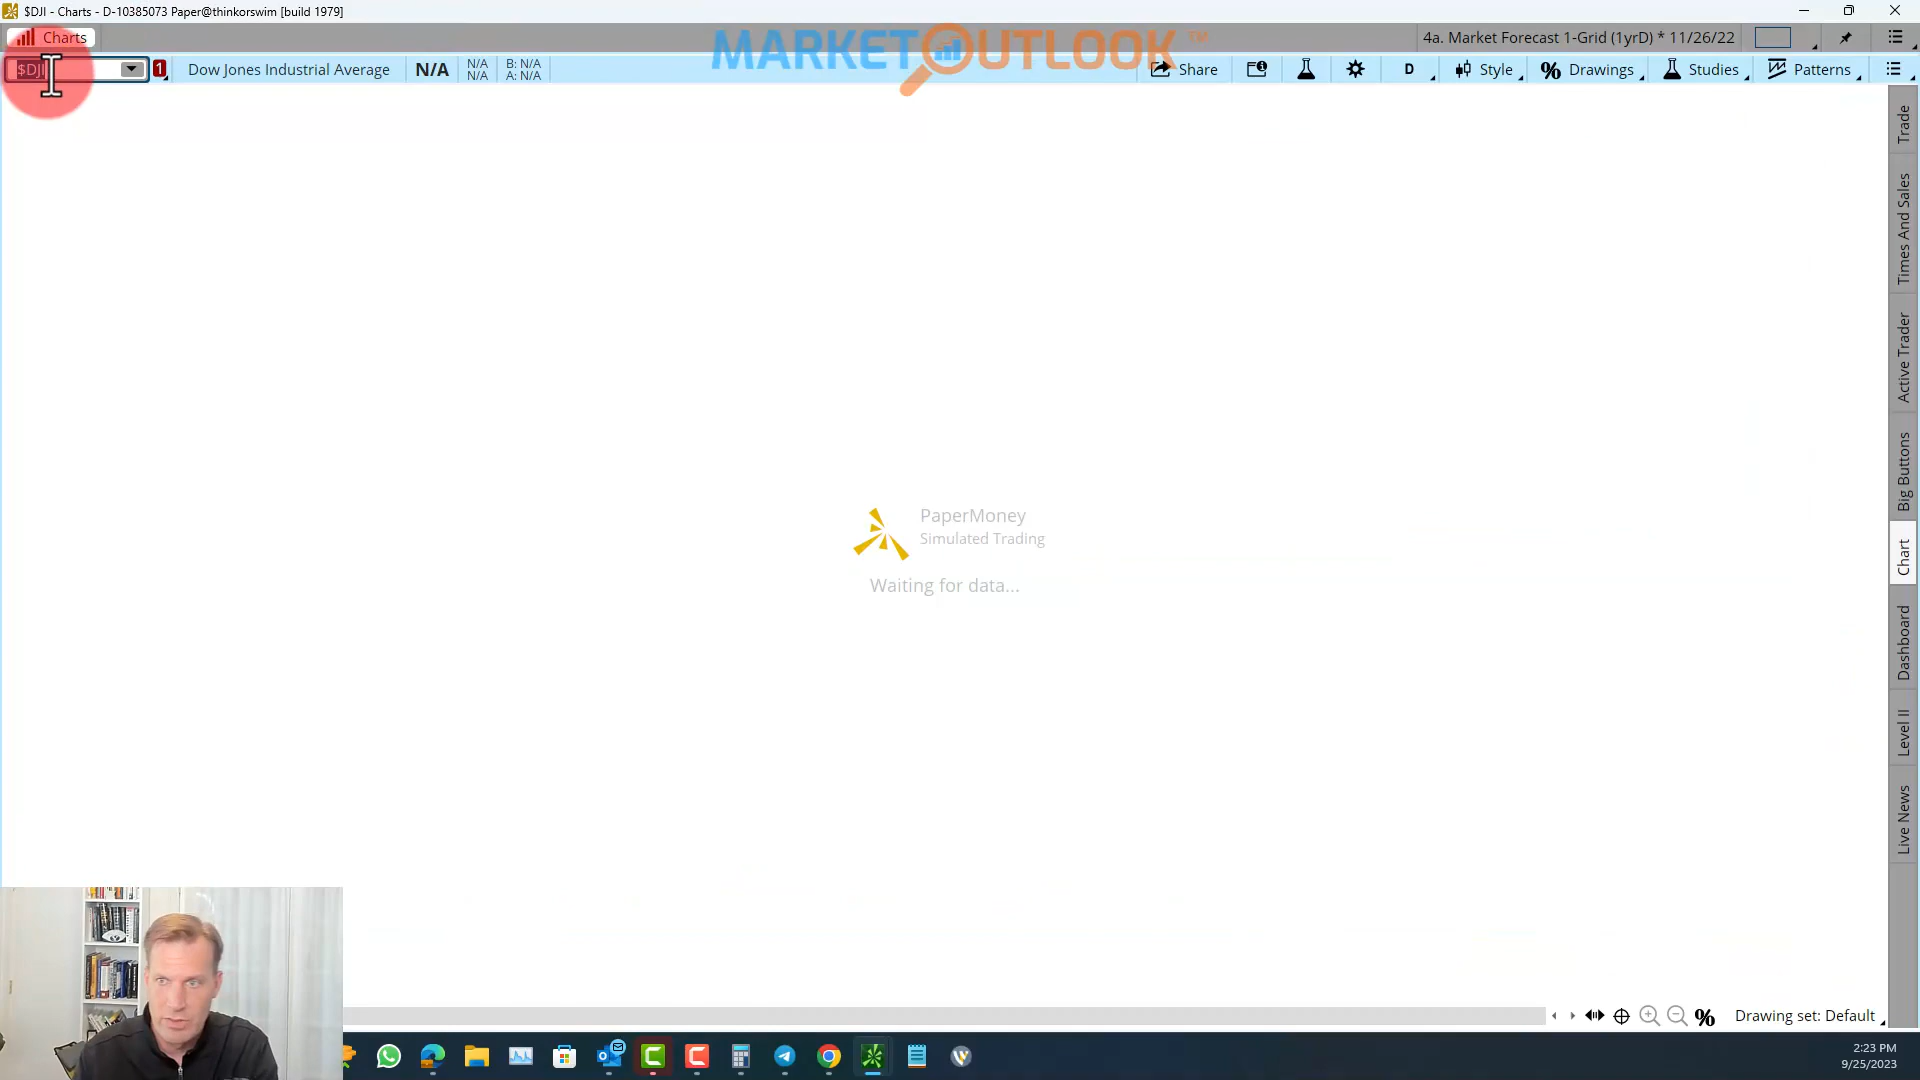 $DJI - Charts - D-10385073 Paper@thinkorswim [build 1979]
Charts
MARKETOUTLOOK™
4a. Market Forecast 1-Grid (1yrD) * 11/26/22
$DJI
1
Dow Jones Industrial Average
N/A
N/A
N/A
B: N/A
A: N/A
Share
D
Style
Drawings
Studies
Patterns
Trade
Times And Sales
Active Trader
Big Buttons
Chart
Dashboard
Level II
Live News
PaperMoney
Simulated Trading
Waiting for data...
Drawing set: Default
2:23 PM
9/25/2023